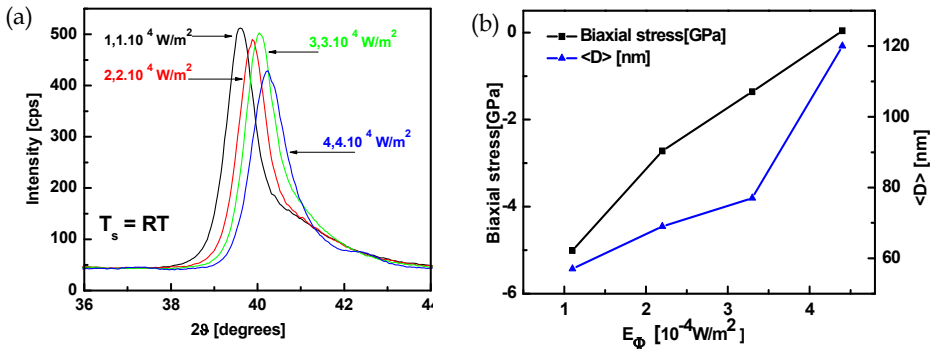 (a)
1,1.10 4 W/m2
2,2.10 4 W/m2
3,3.10 4 W/m2
4,4.10 4 W/m2
Ts = RT
Intensity [cps]
600
500
400
300
200
100
0
36
38
40
42
44
2ϑ [degrees]
(b)
Biaxial stress[GPa]
<D> [nm]
Biaxial stress[GPa]
0
-2
-4
-6
120
100
80
60
<D> [nm]
1
2
3
4
EΦ [10-4W/m2]